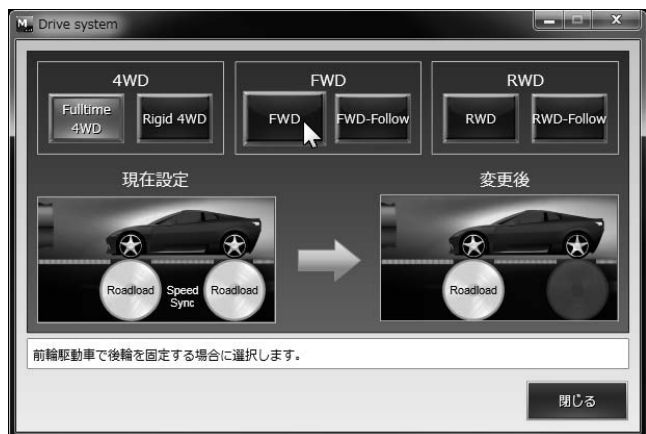 Drive system
4WD
FWD
RWD
Fulltime
4WD
Rigid 4WD
FWD
FWD-Follow
RWD
RWD-Follow
現在設定
変更後
Roadload
Speed
Sync
Roadload
Roadload
前輪駆動車で後輪を固定する場合に選択します。
閉じる